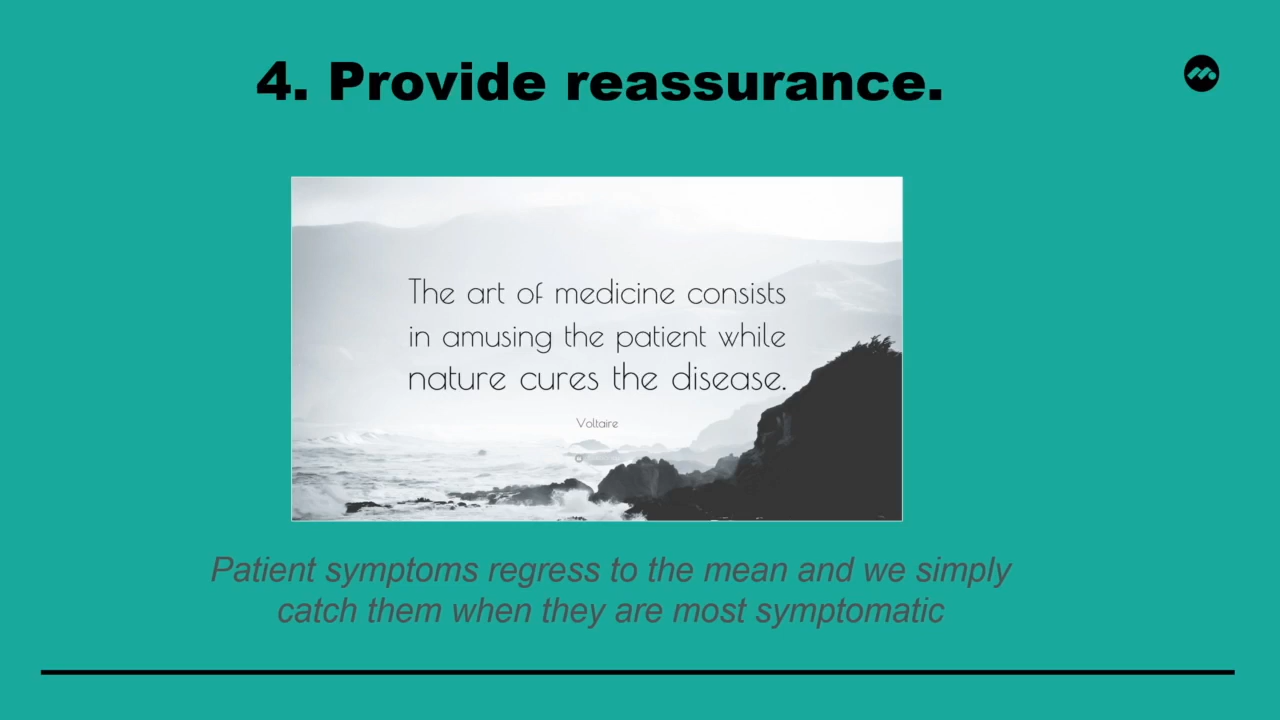 4. Provide reassurance.
The art of medicine consists
in amusing the patient while
nature cures the disease.
Voltaire
Patient symptoms regress to the mean and we simply
catch them when they are most symptomatic